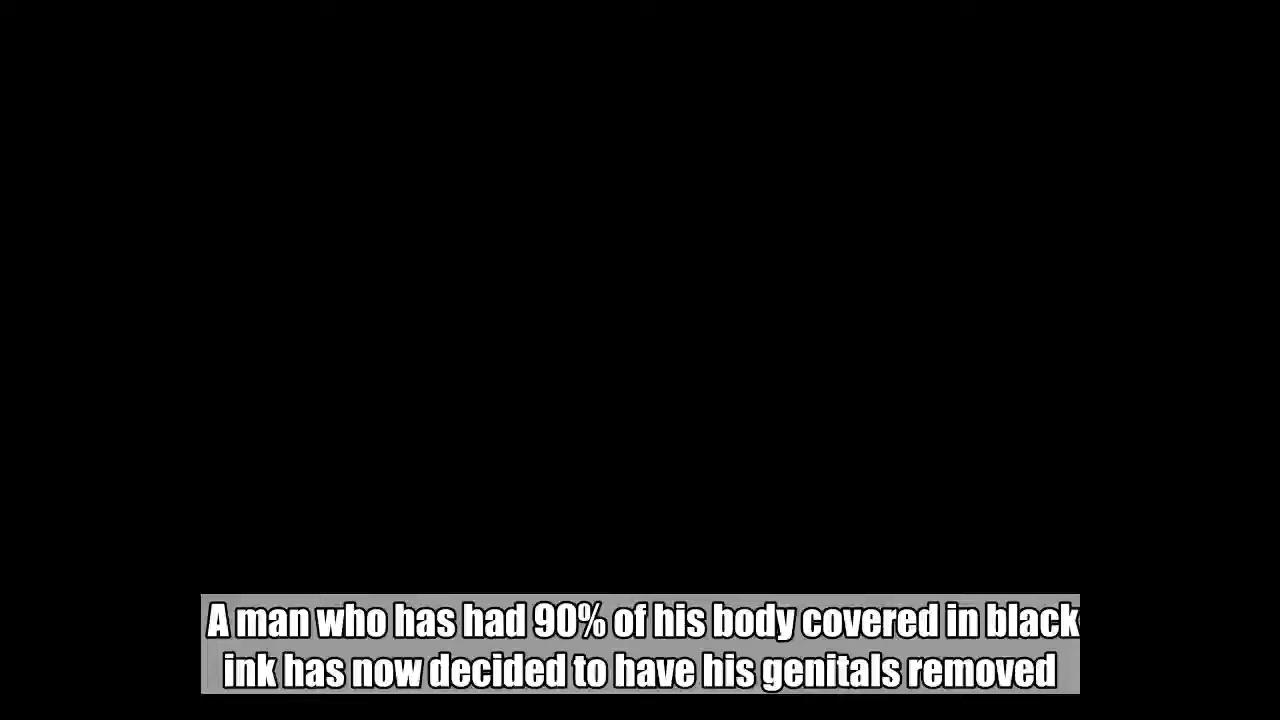 A man who has had 90% of his body covered in black
ink has now decided to have his genitals removed